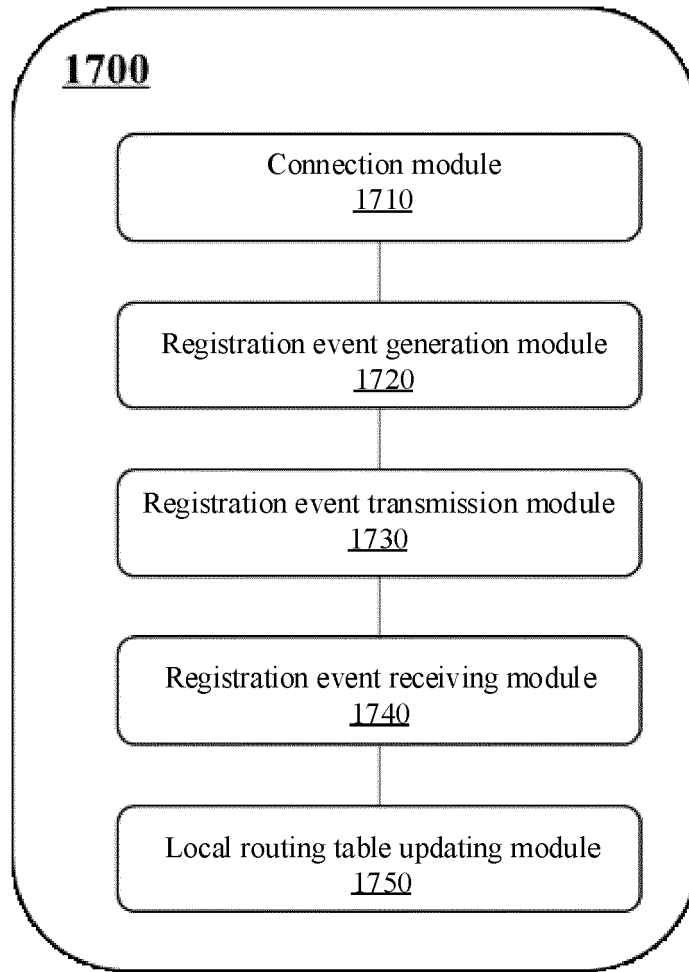 1700
Connection module
1710
Registration event generation module
1720
Registration event transmission module
1730
Registration event receiving module
1740
Local routing table updating module
1750